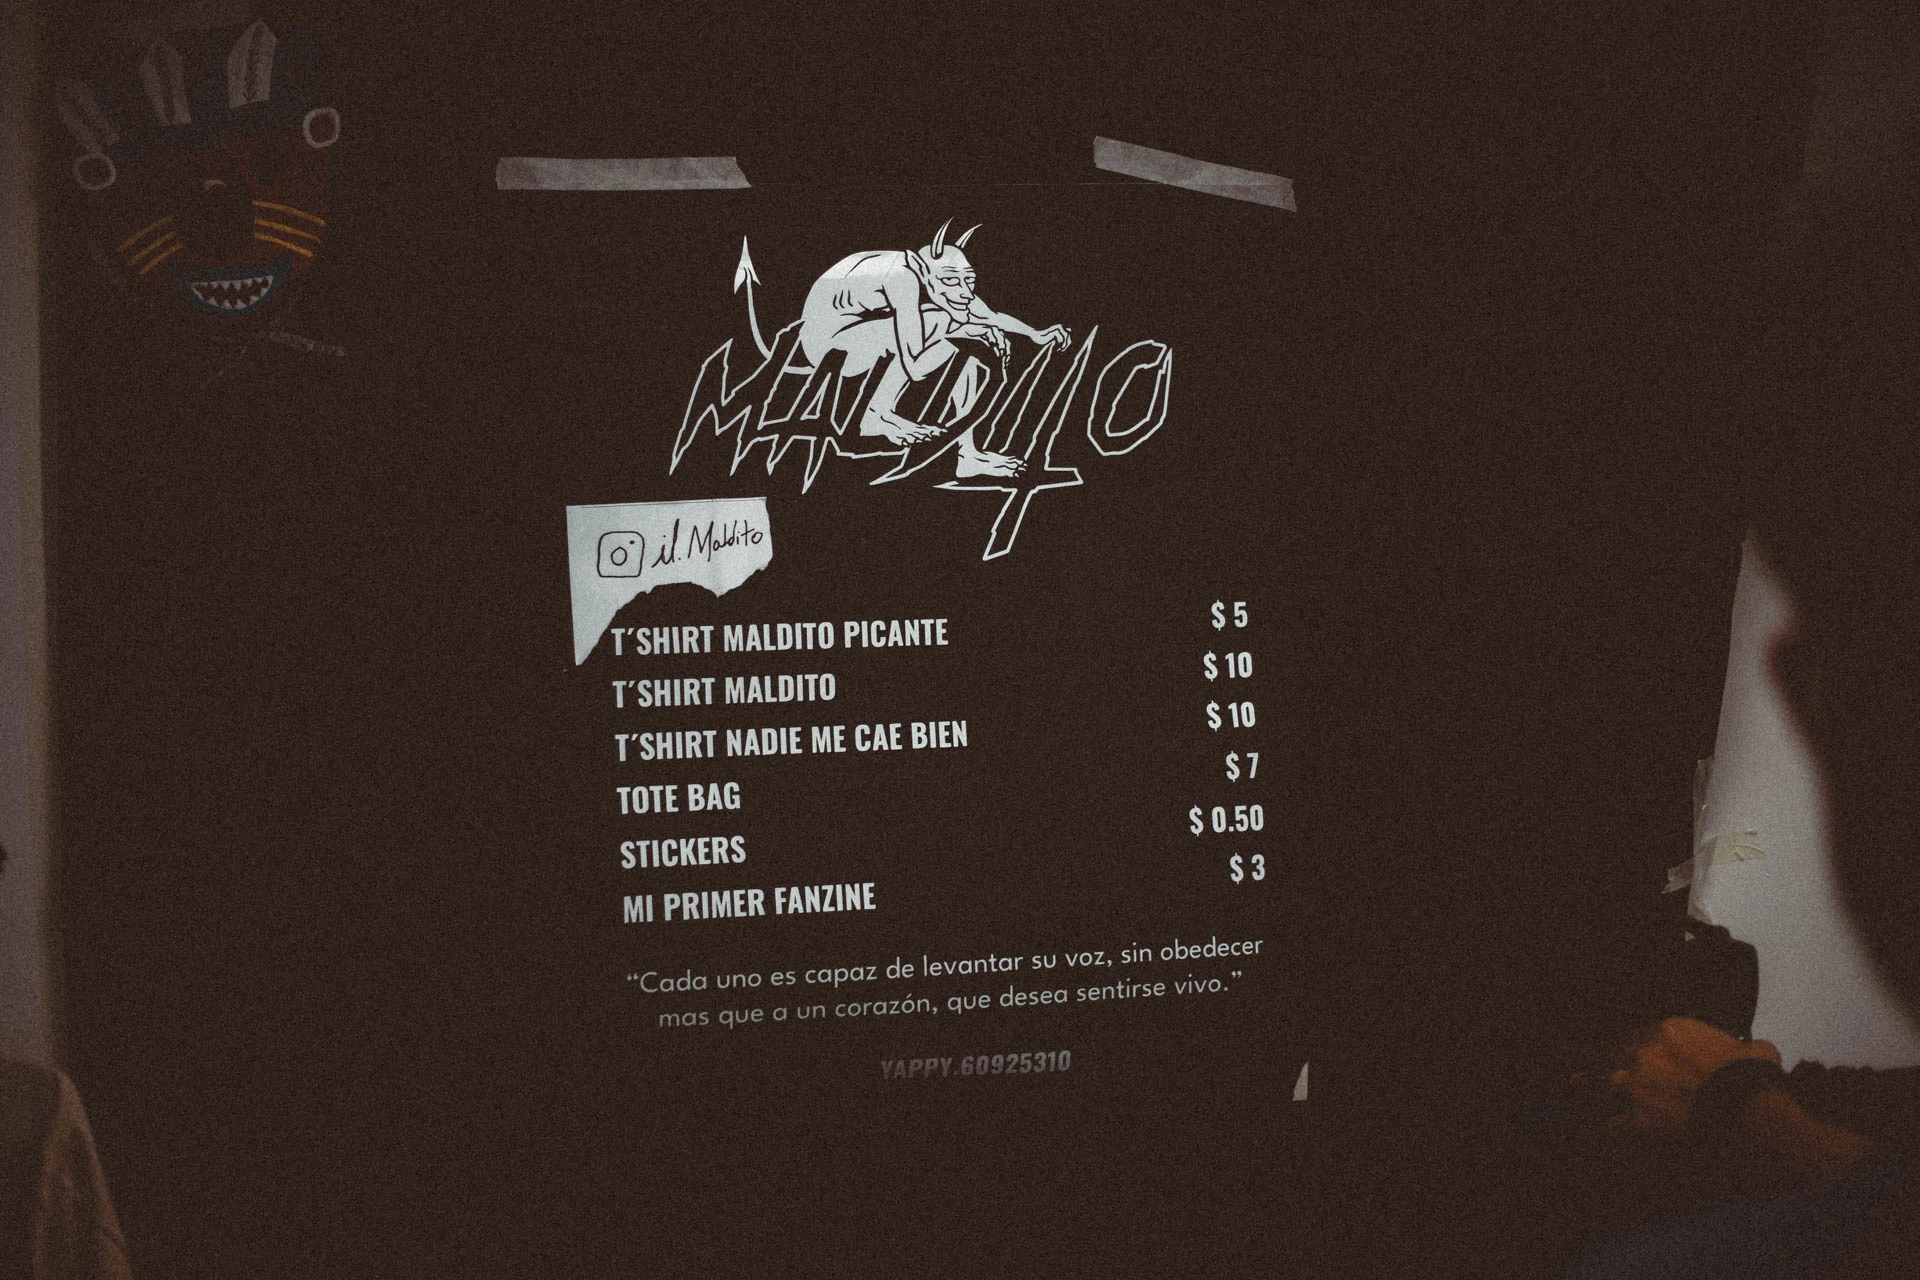 MALDITO
il. Maldito
T´SHIRT MALDITO PICANTE $ 5
T´SHIRT MALDITO $ 10
T´SHIRT NADIE ME CAE BIEN $ 10
TOTE BAG $ 7
STICKERS $ 0.50
MI PRIMER FANZINE $ 3
“Cada uno es capaz de levantar su voz, sin obedecer
mas que a un corazón, que desea sentirse vivo.”
YAPPY.60925310